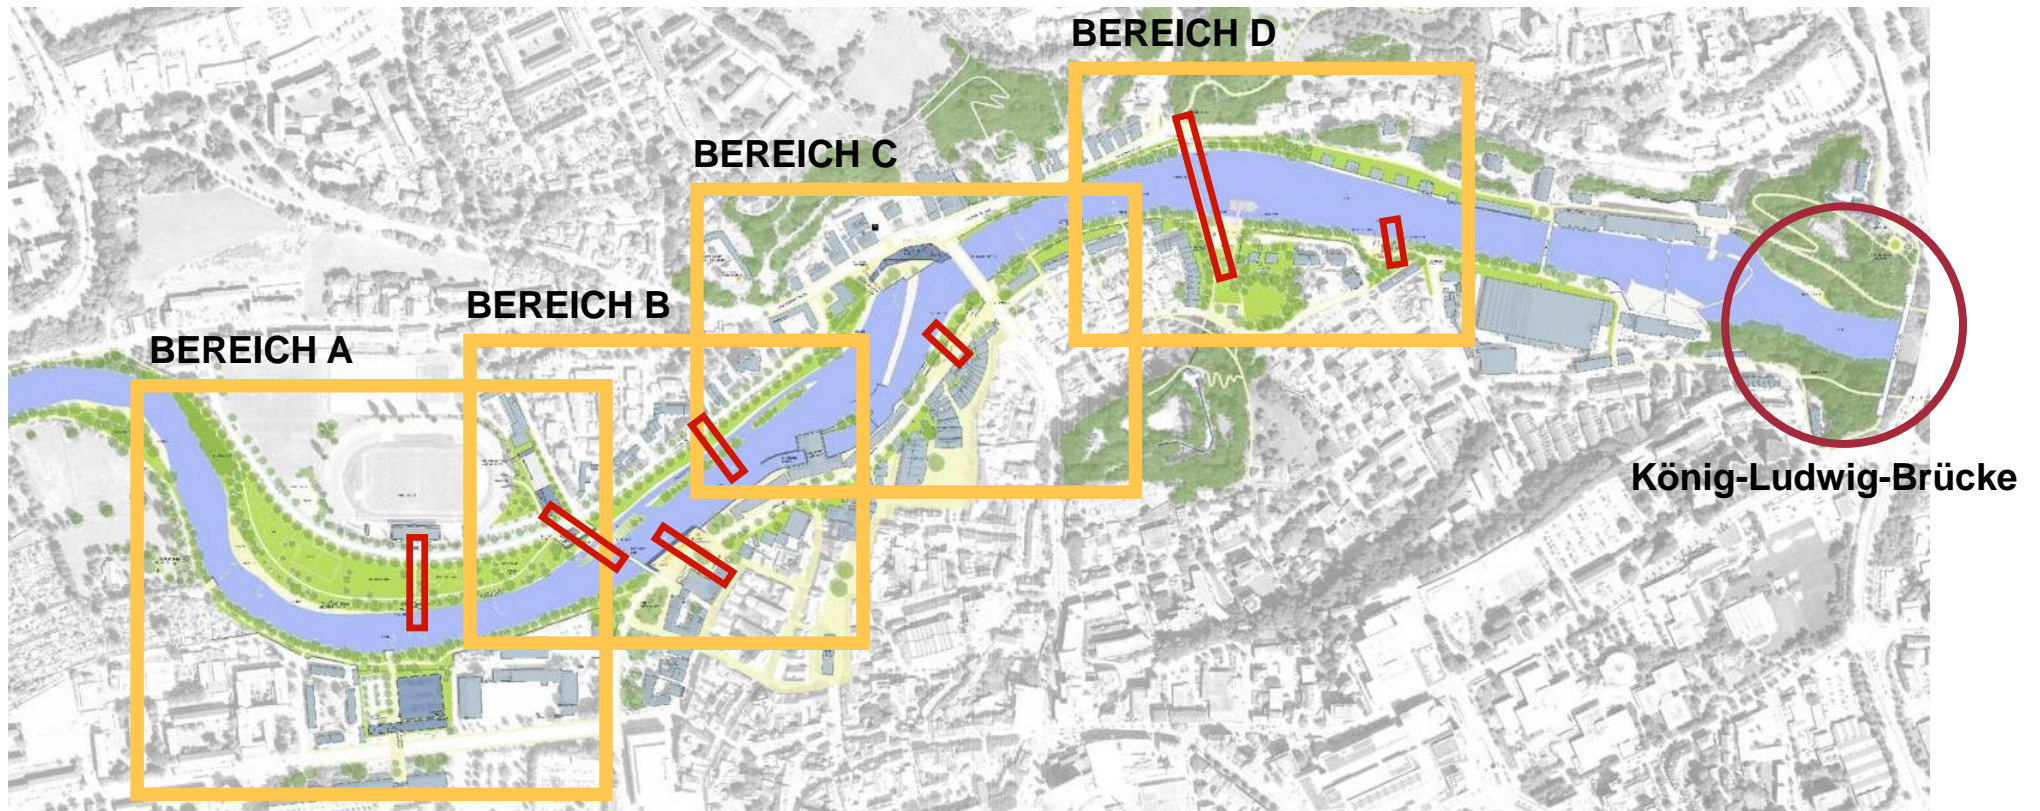 BEREICH D
BEREICH C
BEREICH B
BEREICH A
König-Ludwig-Brücke